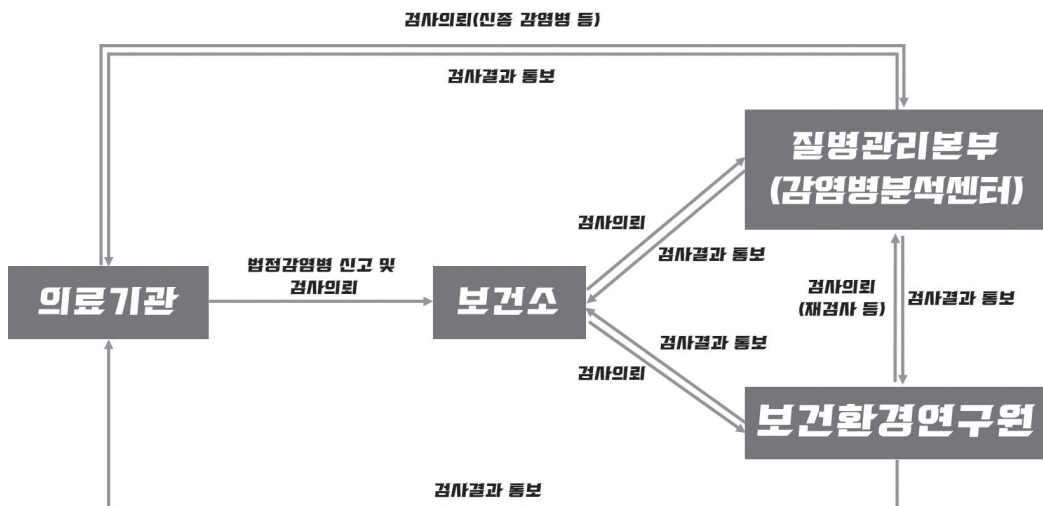 검사의뢰(신종 감염병 등)
검사결과 통보
질병관리본부
(감염병분석센터)
검사의뢰
검사결과 통보
법정감염병 신고 및
검사의뢰
의료기관
보건소
검사의뢰
(재검사 등)
검사결과 통보
검사결과 통보
검사의뢰
보건환경연구원
검사결과 통보